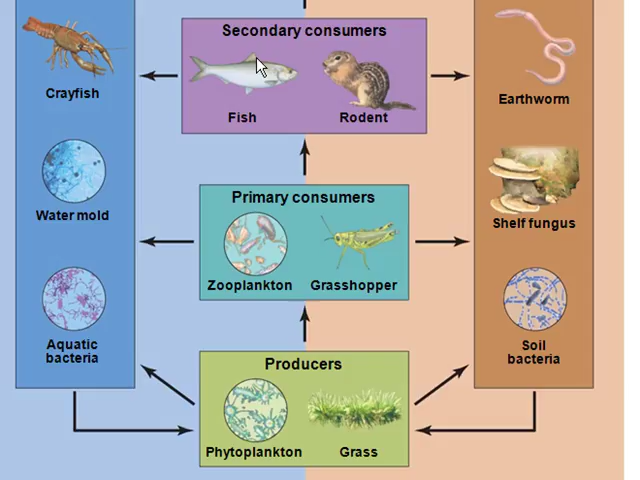 Secondary consumers
Fish
Rodent
Crayfish
Water mold
Aquatic
bacteria
Primary consumers
Zooplankton
Grasshopper
Producers
Phytoplankton
Grass
Earthworm
Shelf fungus
Soil
bacteria